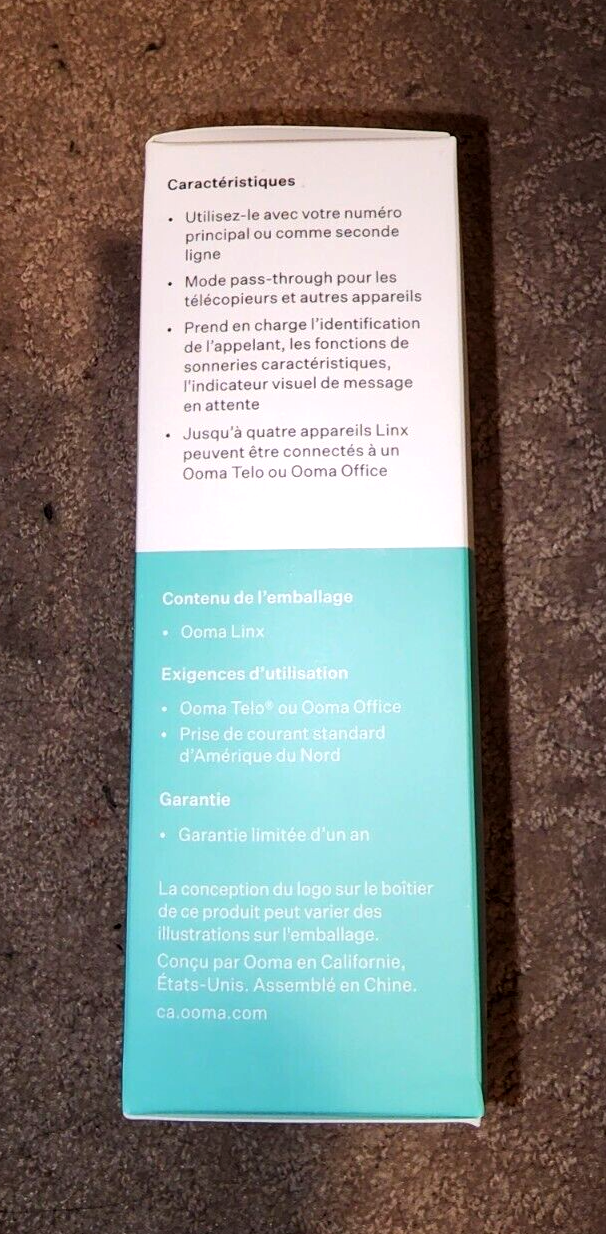 Caractéristiques
• Utilisez-le avec votre numéro
principal ou comme seconde
ligne
• Mode pass-through pour les
télécopieurs et autres appareils
• Prend en charge l'identification
de l'appelant, les fonctions de
sonneries caractéristiques,
l'indicateur visuel de message
en attente
• Jusqu'à quatre appareils Linx
peuvent être connectés à un
Ooma Telo ou Ooma Office
Contenu de l'emballage
• Ooma Linx
Exigences d'utilisation
• Ooma Telo® ou Ooma Office
• Prise de courant standard
d'Amérique du Nord
Garantie
• Garantie limitée d'un an
La conception du logo sur le boîtier
de ce produit peut varier des
illustrations sur l'emballage.
Conçu par Ooma en Californie,
États-Unis. Assemblé en Chine.
ca.ooma.com